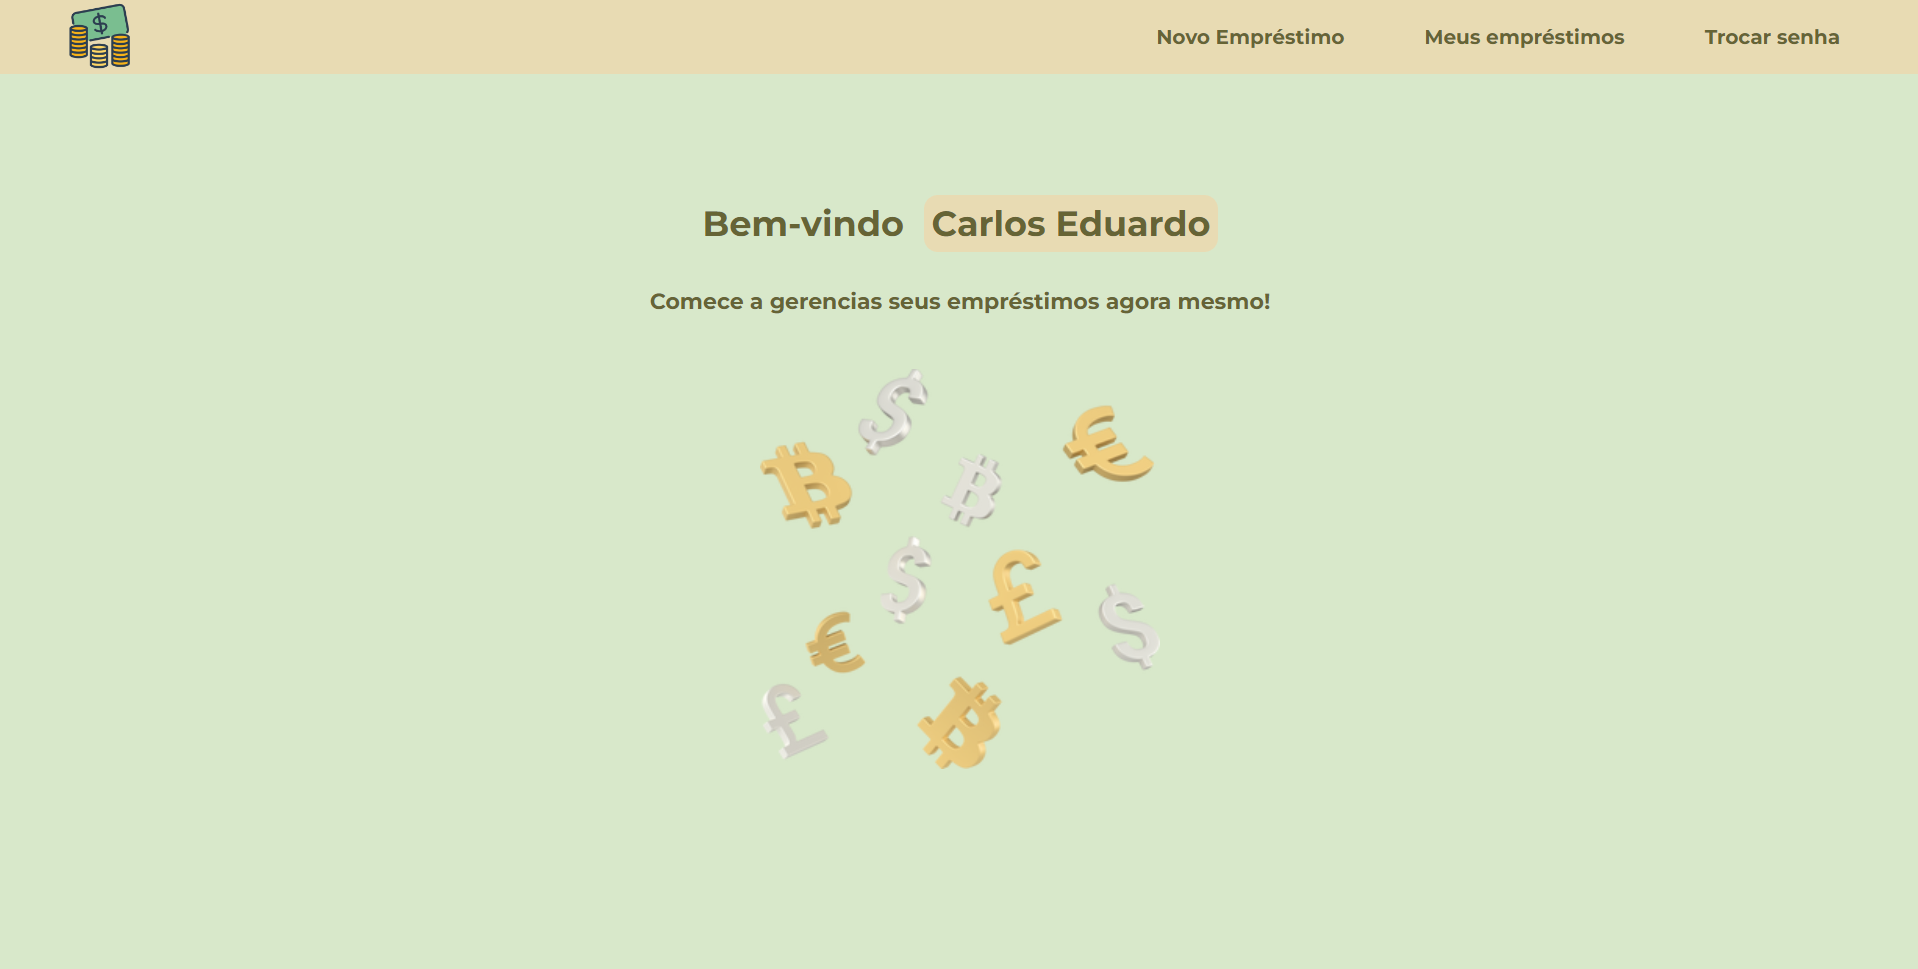 Novo Empréstimo Meus empréstimos Trocar senha
Bem-vindo Carlos Eduardo
Comece a gerencias seus empréstimos agora mesmo!